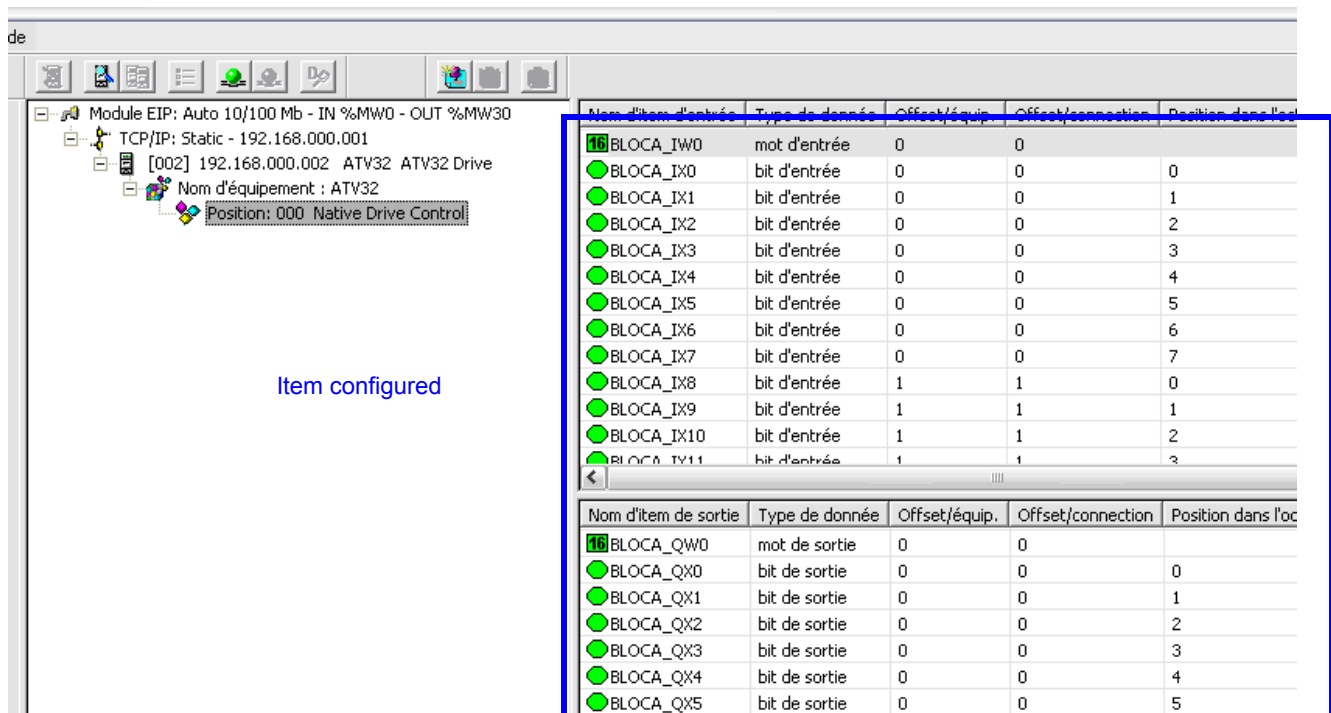 de
Module EIP: Auto 10/100 Mb - IN %MW0 - OUT %MW30
TCP/IP: Static - 192.168.000.001
[002] 192.168.000.002 ATV32 ATV32 Drive
Nom d'équipement : ATV32
Position: 000 Native Drive Control
Item configured
Nom d'item d'entrée Type de donnée Offset/équip. Offset/connection Position dans l'oc
16 BLOCA_IW0 mot d'entrée 0 0
BLOCA_IX0 bit d'entrée 0 0 0
BLOCA_IX1 bit d'entrée 0 0 1
BLOCA_IX2 bit d'entrée 0 0 2
BLOCA_IX3 bit d'entrée 0 0 3
BLOCA_IX4 bit d'entrée 0 0 4
BLOCA_IX5 bit d'entrée 0 0 5
BLOCA_IX6 bit d'entrée 0 0 6
BLOCA_IX7 bit d'entrée 0 0 7
BLOCA_IX8 bit d'entrée 1 1 0
BLOCA_IX9 bit d'entrée 1 1 1
BLOCA_IX10 bit d'entrée 1 1 2
BLOCA_IX11 bit d'entrée 1 1 3
Nom d'item de sortie Type de donnée Offset/équip. Offset/connection Position dans l'oc
16 BLOCA_QW0 mot de sortie 0 0
BLOCA_QX0 bit de sortie 0 0 0
BLOCA_QX1 bit de sortie 0 0 1
BLOCA_QX2 bit de sortie 0 0 2
BLOCA_QX3 bit de sortie 0 0 3
BLOCA_QX4 bit de sortie 0 0 4
BLOCA_QX5 bit de sortie 0 0 5